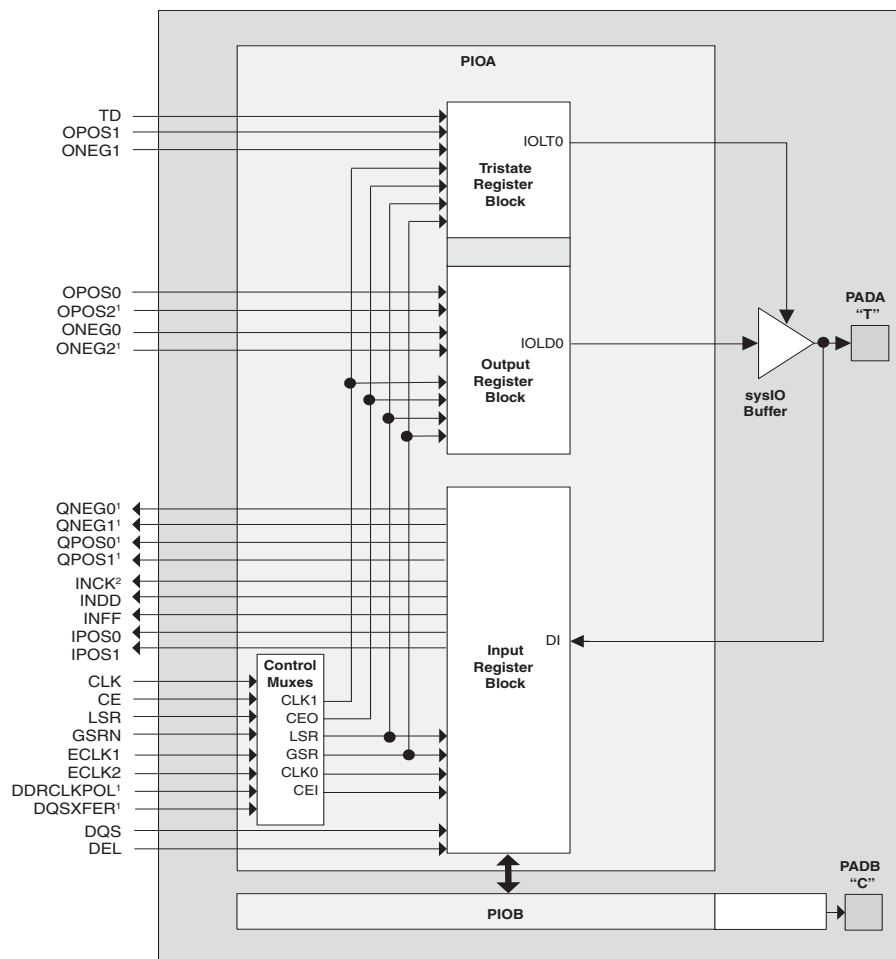 PIOA
TD
OPOS1
ONEG1
IOLT0
Tristate
Register
Block
OPOS0
OPOS2¹
ONEG0
ONEG2¹
IOLD0
Output
Register
Block
PADA
“T”
sysIO
Buffer
QNEG0¹
QNEG1¹
QPOS0¹
QPOS1¹
INCK²
INDD
INFF
IPOS0
IPOS1
DI
Input
Register
Block
Control
Muxes
CLK
CE
LSR
GSRN
ECLK1
ECLK2
DDRCLKPOL¹
DQSXFER¹
CLK1
CEO
LSR
GSR
CLK0
CEI
DQS
DEL
PADB
“C”
PIOB